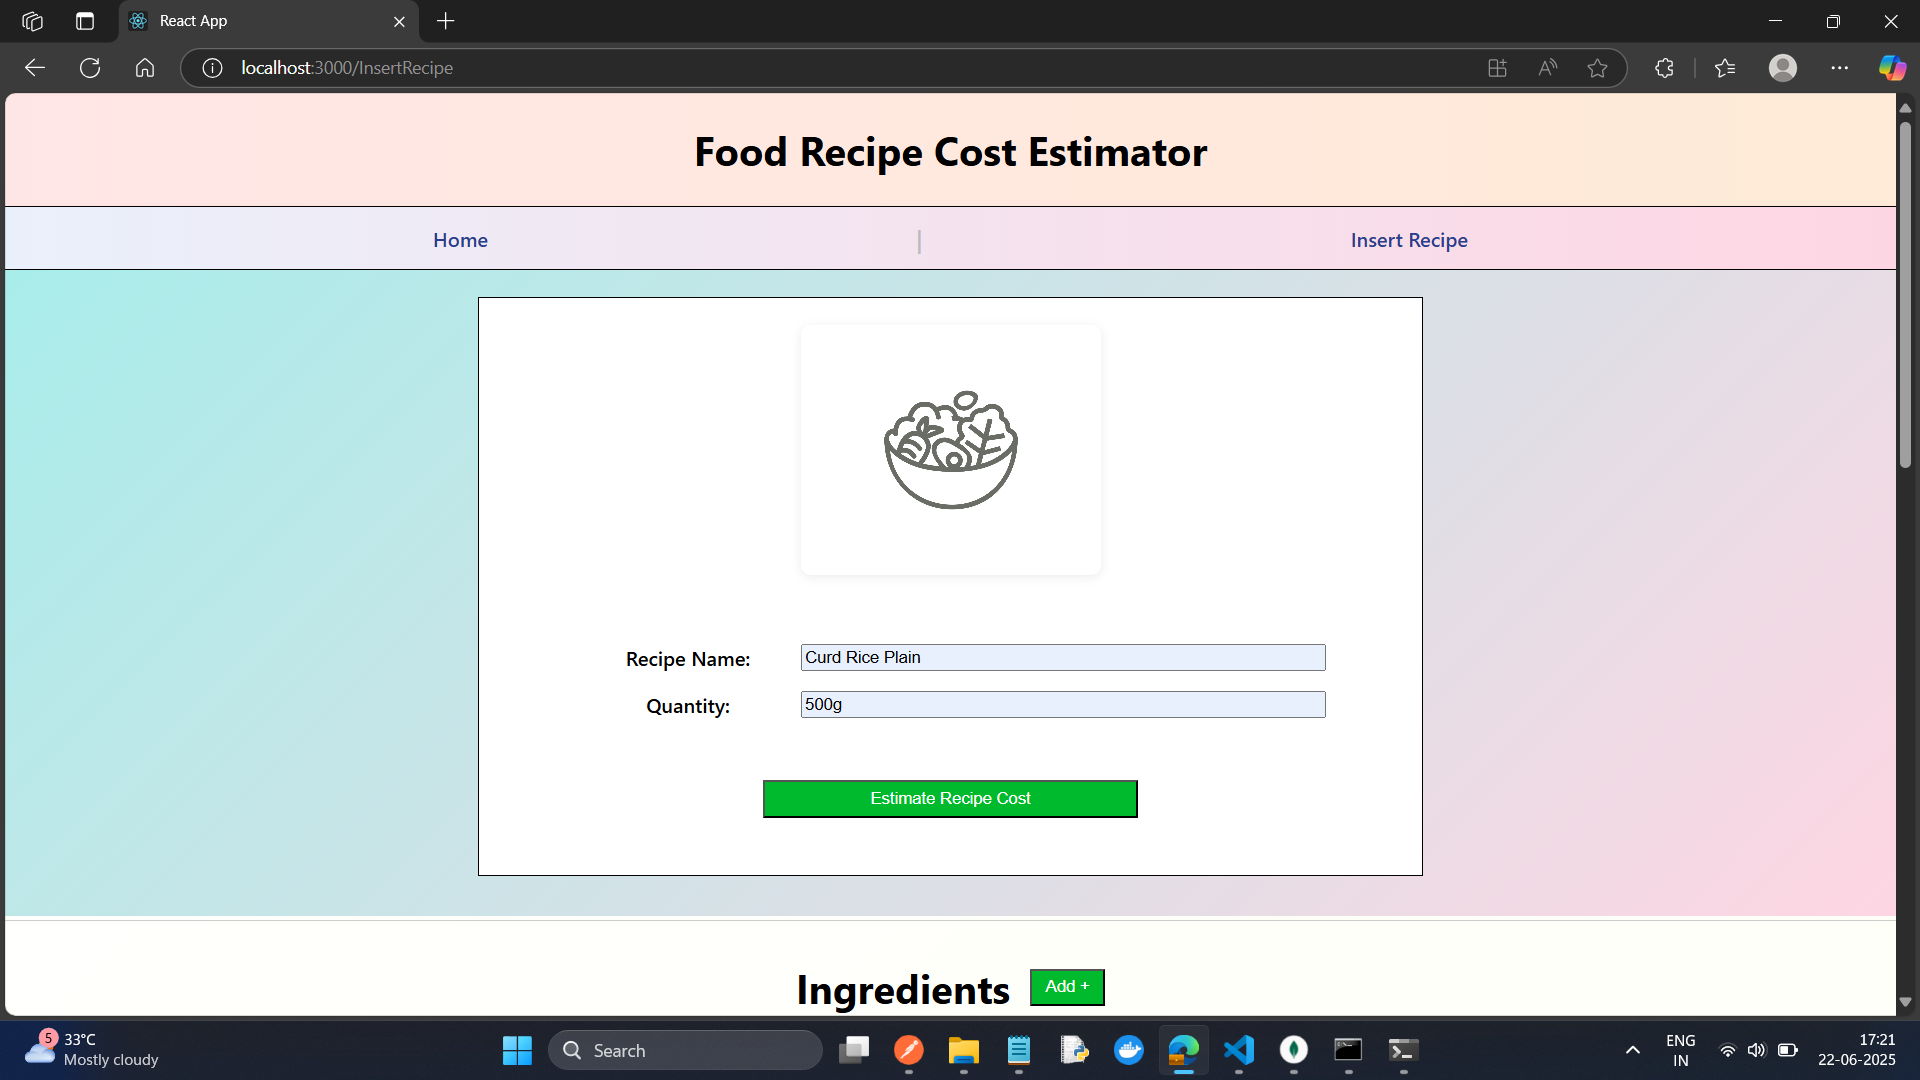 React App
localhost:3000/InsertRecipe
Food Recipe Cost Estimator
Home | Insert Recipe
Recipe Name: Curd Rice Plain
Quantity: 500g
Estimate Recipe Cost
Ingredients Add +
5 33°C
Mostly cloudy
Search
ENG
IN
17:21
22-06-2025